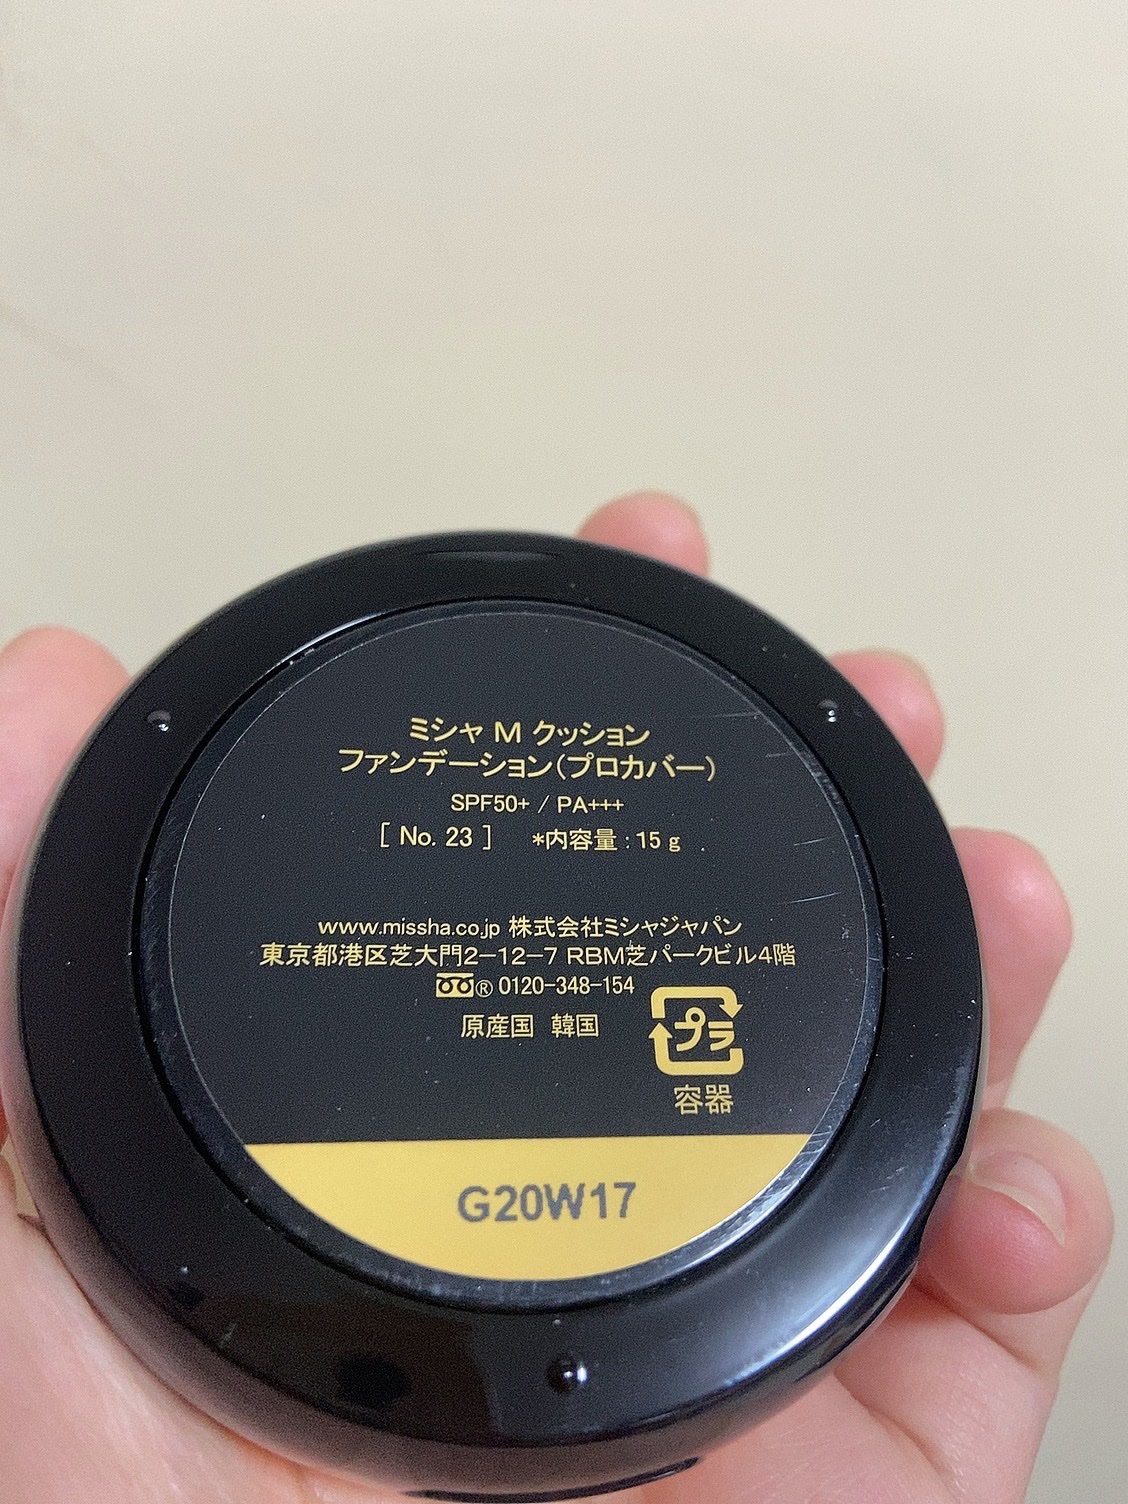 ミシャ M クッション
ファンデーション(プロカバー)
SPF50+ / PA+++
[ No. 23 ] *内容量 : 15 g
www.missha.co.jp 株式会社ミシャジャパン
東京都港区芝大門2-12-7 RBM芝パークビル4階
® 0120-348-154
原産国 韓国
プラ
容器
G20W17